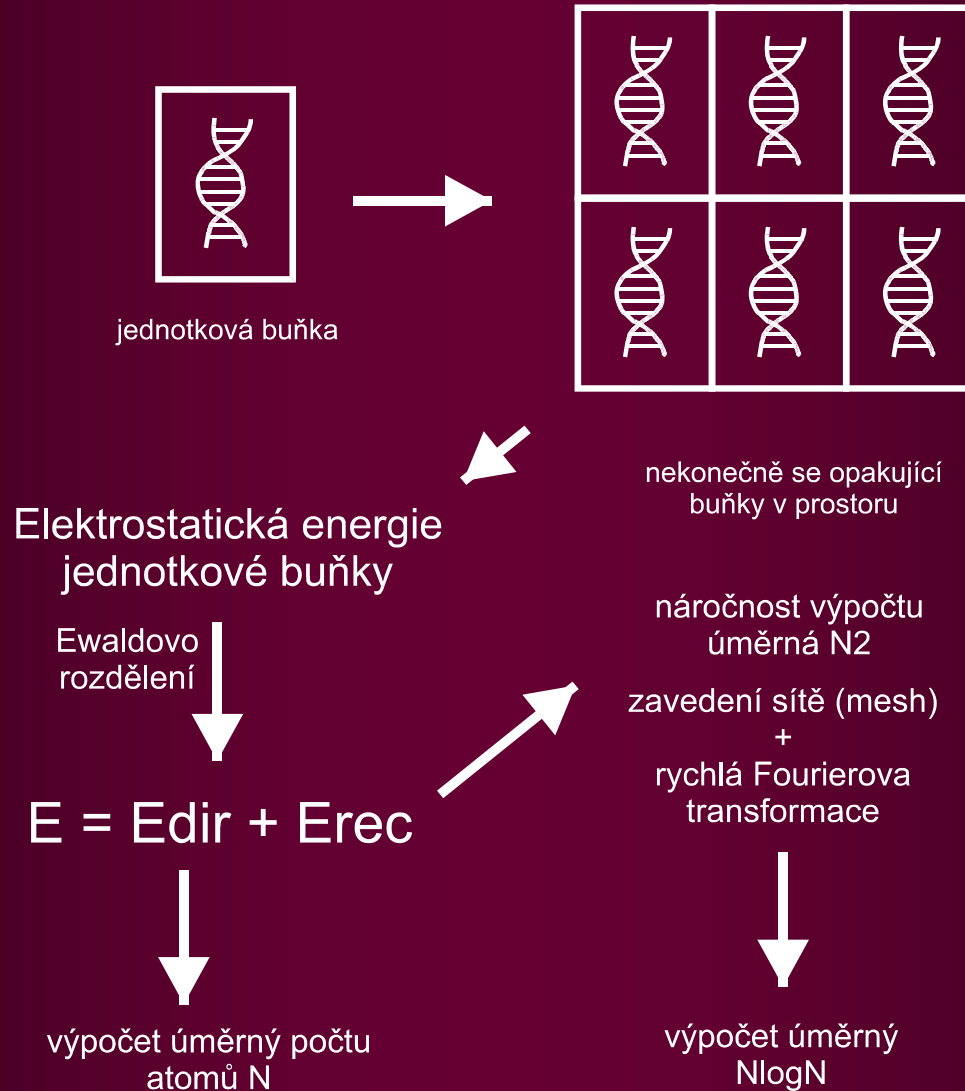 jednotková buňka
nekonečně se opakující
buňky v prostoru
Elektrostatická energie
jednotkové buňky
Ewaldovo
rozdělení
náročnost výpočtu
úměrná N2
zavedení sítě (mesh)
+
rychlá Fourierova
transformace
E = Edir + Erec
výpočet úměrný počtu
atomů N
výpočet úměrný
NlogN